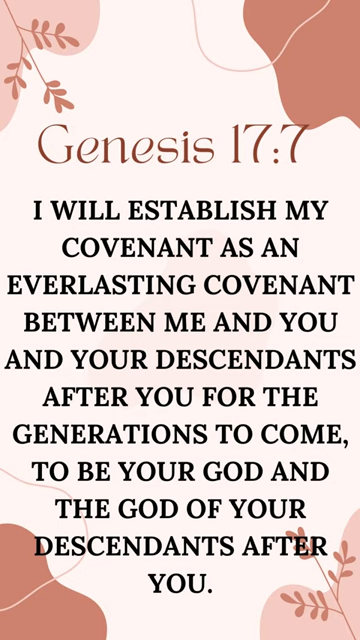 Genesis 17:7
I WILL ESTABLISH MY
COVENANT AS AN
EVERLASTING COVENANT
BETWEEN ME AND YOU
AND YOUR DESCENDANTS
AFTER YOU FOR THE
GENERATIONS TO COME,
TO BE YOUR GOD AND
THE GOD OF YOUR
DESCENDANTS AFTER
YOU.